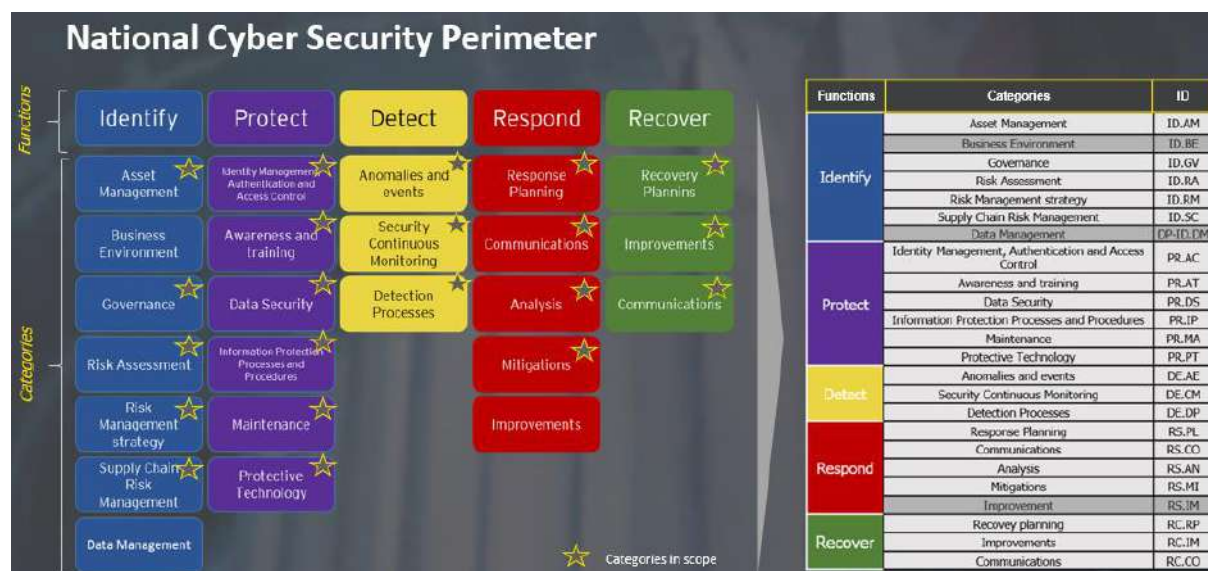 National Cyber Security Perimeter
Functions
Identify
Protect
Detect
Respond
Recover
Categories
Asset
Management
Business
Environment
Governance
Risk Assessment
Risk
Management
strategy
Supply Chain
Risk
Management
Data Management
Identity Management
Authentication and
Access Control
Awareness and
training
Data Security
Information Protection
Processes and
Procedures
Maintenance
Protective
Technology
Anomalies and
events
Security
Continuous
Monitoring
Detection
Processes
Response
Planning
Communications
Analysis
Mitigations
Improvements
Recovery
Plannins
Improvements
Communications
Categories in scope
Functions Categories ID
Identify
Asset Management ID.AM
Business Environment ID.BE
Governance ID.GV
Risk Assessment ID.RA
Risk Management strategy ID.RM
Supply Chain Risk Management ID.SC
Data Management DP-ID.DM
Protect
Identity Management, Authentication and Access
Control PR.AC
Awareness and training PR.AT
Data Security PR.DS
Information Protection Processes and Procedures PR.IP
Maintenance PR.MA
Protective Technology PR.PT
Detect
Anomalies and events DE.AE
Security Continuous Monitoring DE.CM
Detection Processes DE.DP
Respond
Response Planning RS.PL
Communications RS.CO
Analysis RS.AN
Mitigations RS.MI
Improvement RS.IM
Recover
Recovey planning RC.RP
Improvements RC.IM
Communications RC.CO